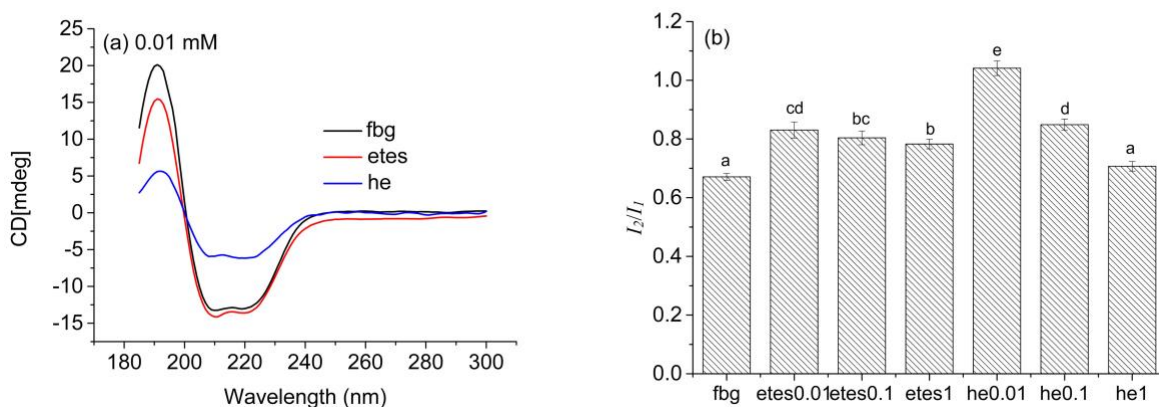 (a) 0.01 mM
CD[mdeg]
25
20
15
10
5
0
-5
-10
-15
fbg
etes
he
180 200 220 240 260 280 300
Wavelength (nm)
(b)
I₂/I₁
1.2
1.0
0.8
0.6
0.4
0.2
0.0
a
cd
bc
b
e
d
a
fbg etes0.01 etes0.1 etes1 he0.01 he0.1 he1